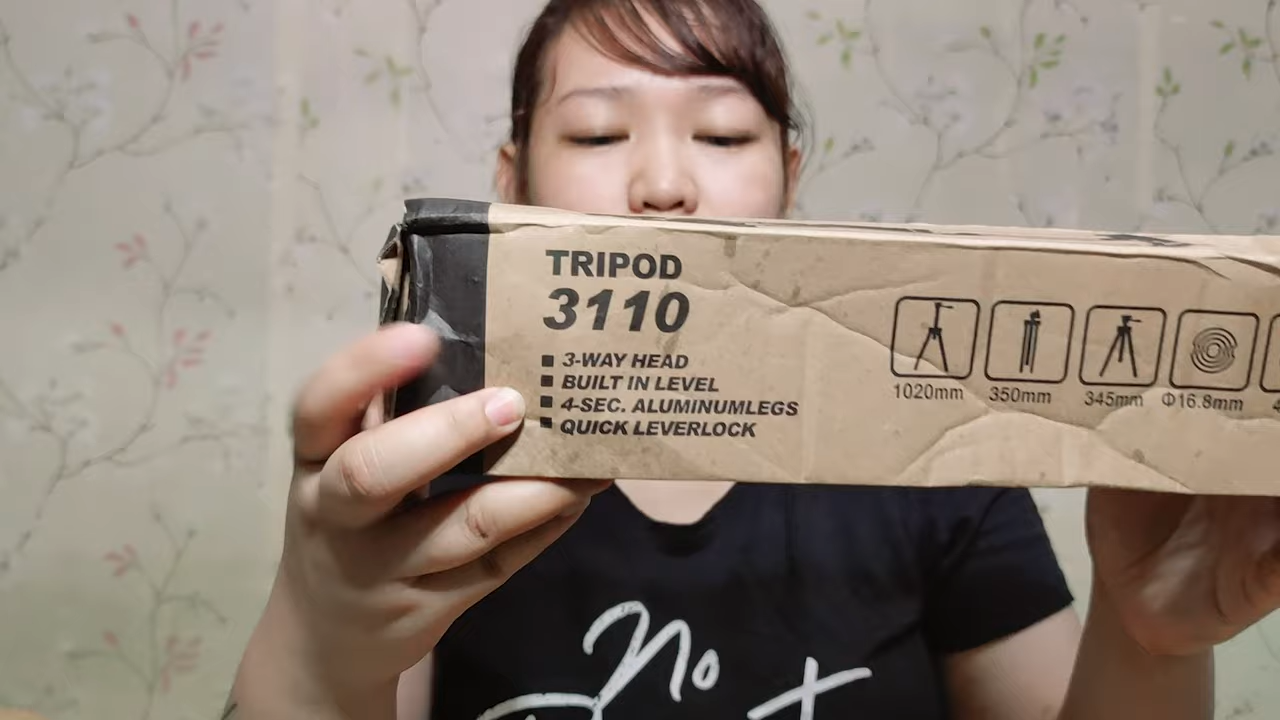 TRIPOD
3110
3-WAY HEAD
BUILT IN LEVEL
4-SEC. ALUMINUMLEGS
QUICK LEVERLOCK
1020mm 350mm 345mm Φ16.8mm
No